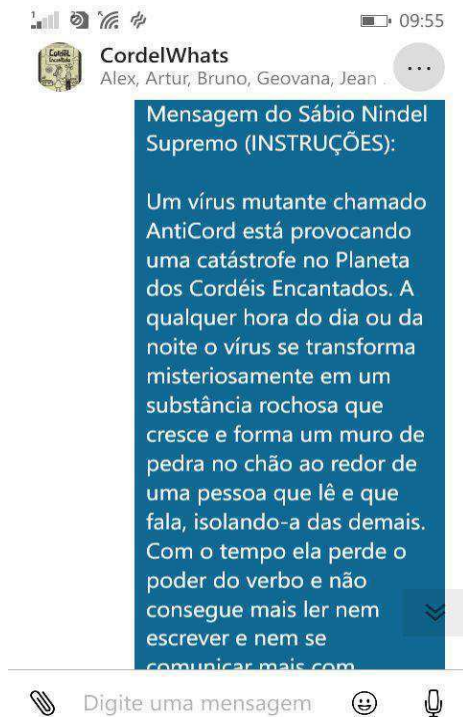 09:55
CordelWhats
Alex, Artur, Bruno, Geovana, Jean
Mensagem do Sábio Nindel
Supremo (INSTRUÇÕES):
Um vírus mutante chamado
AntiCord está provocando
uma catástrofe no Planeta
dos Cordéis Encantados. A
qualquer hora do dia ou da
noite o vírus se transforma
misteriosamente em um
substância rochosa que
cresce e forma um muro de
pedra no chão ao redor de
uma pessoa que lê e que
fala, isolando-a das demais.
Com o tempo ela perde o
poder do verbo e não
consegue mais ler nem
escrever e nem se
comunicar mais com
Digite uma mensagem